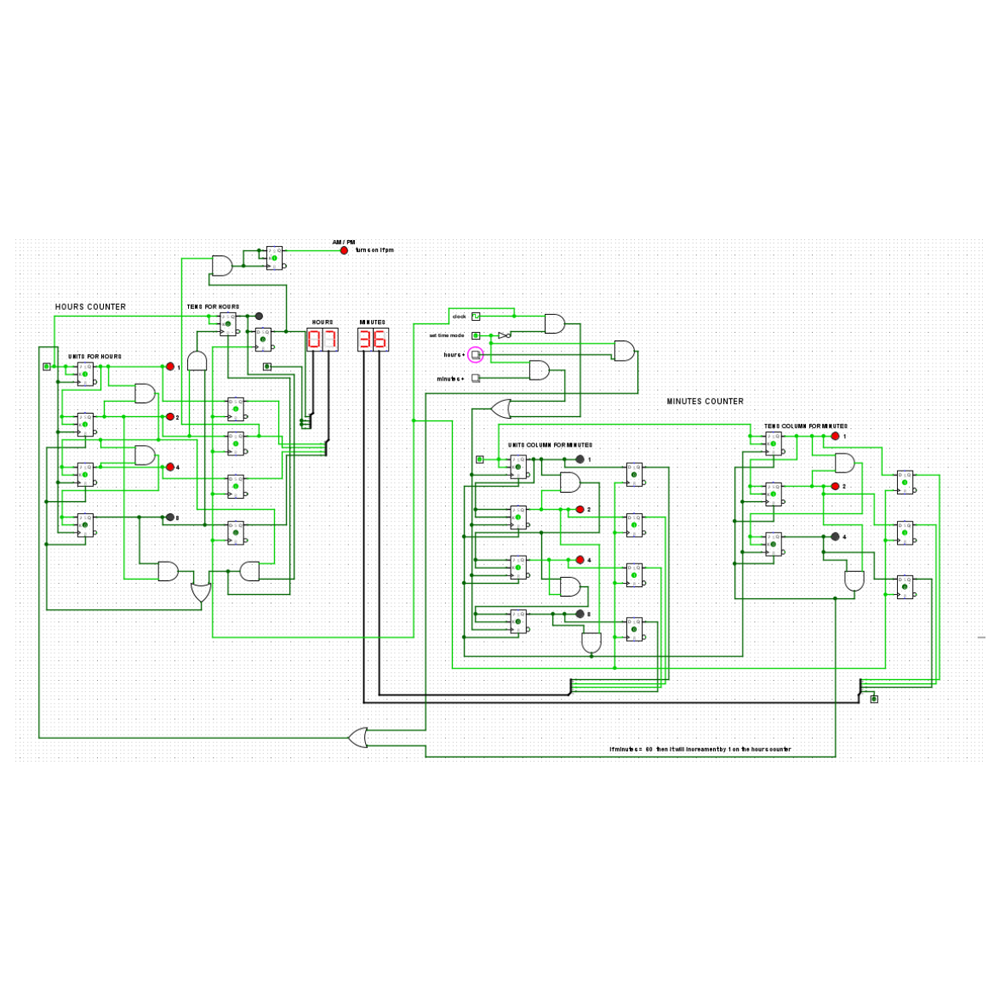 AM / PM
turns on if pm
HOURS COUNTER
TENS FOR HOURS
HOURS
MINUTES
07
36
clock
set time mode
hours +
minutes +
UNITS FOR HOURS
1
2
4
8
MINUTES COUNTER
UNITS COLUMN FOR MINUTES
1
2
4
8
TENS COLUMN FOR MINUTES
1
2
4
if minutes = 60 then it will increament by 1 on the hours counter